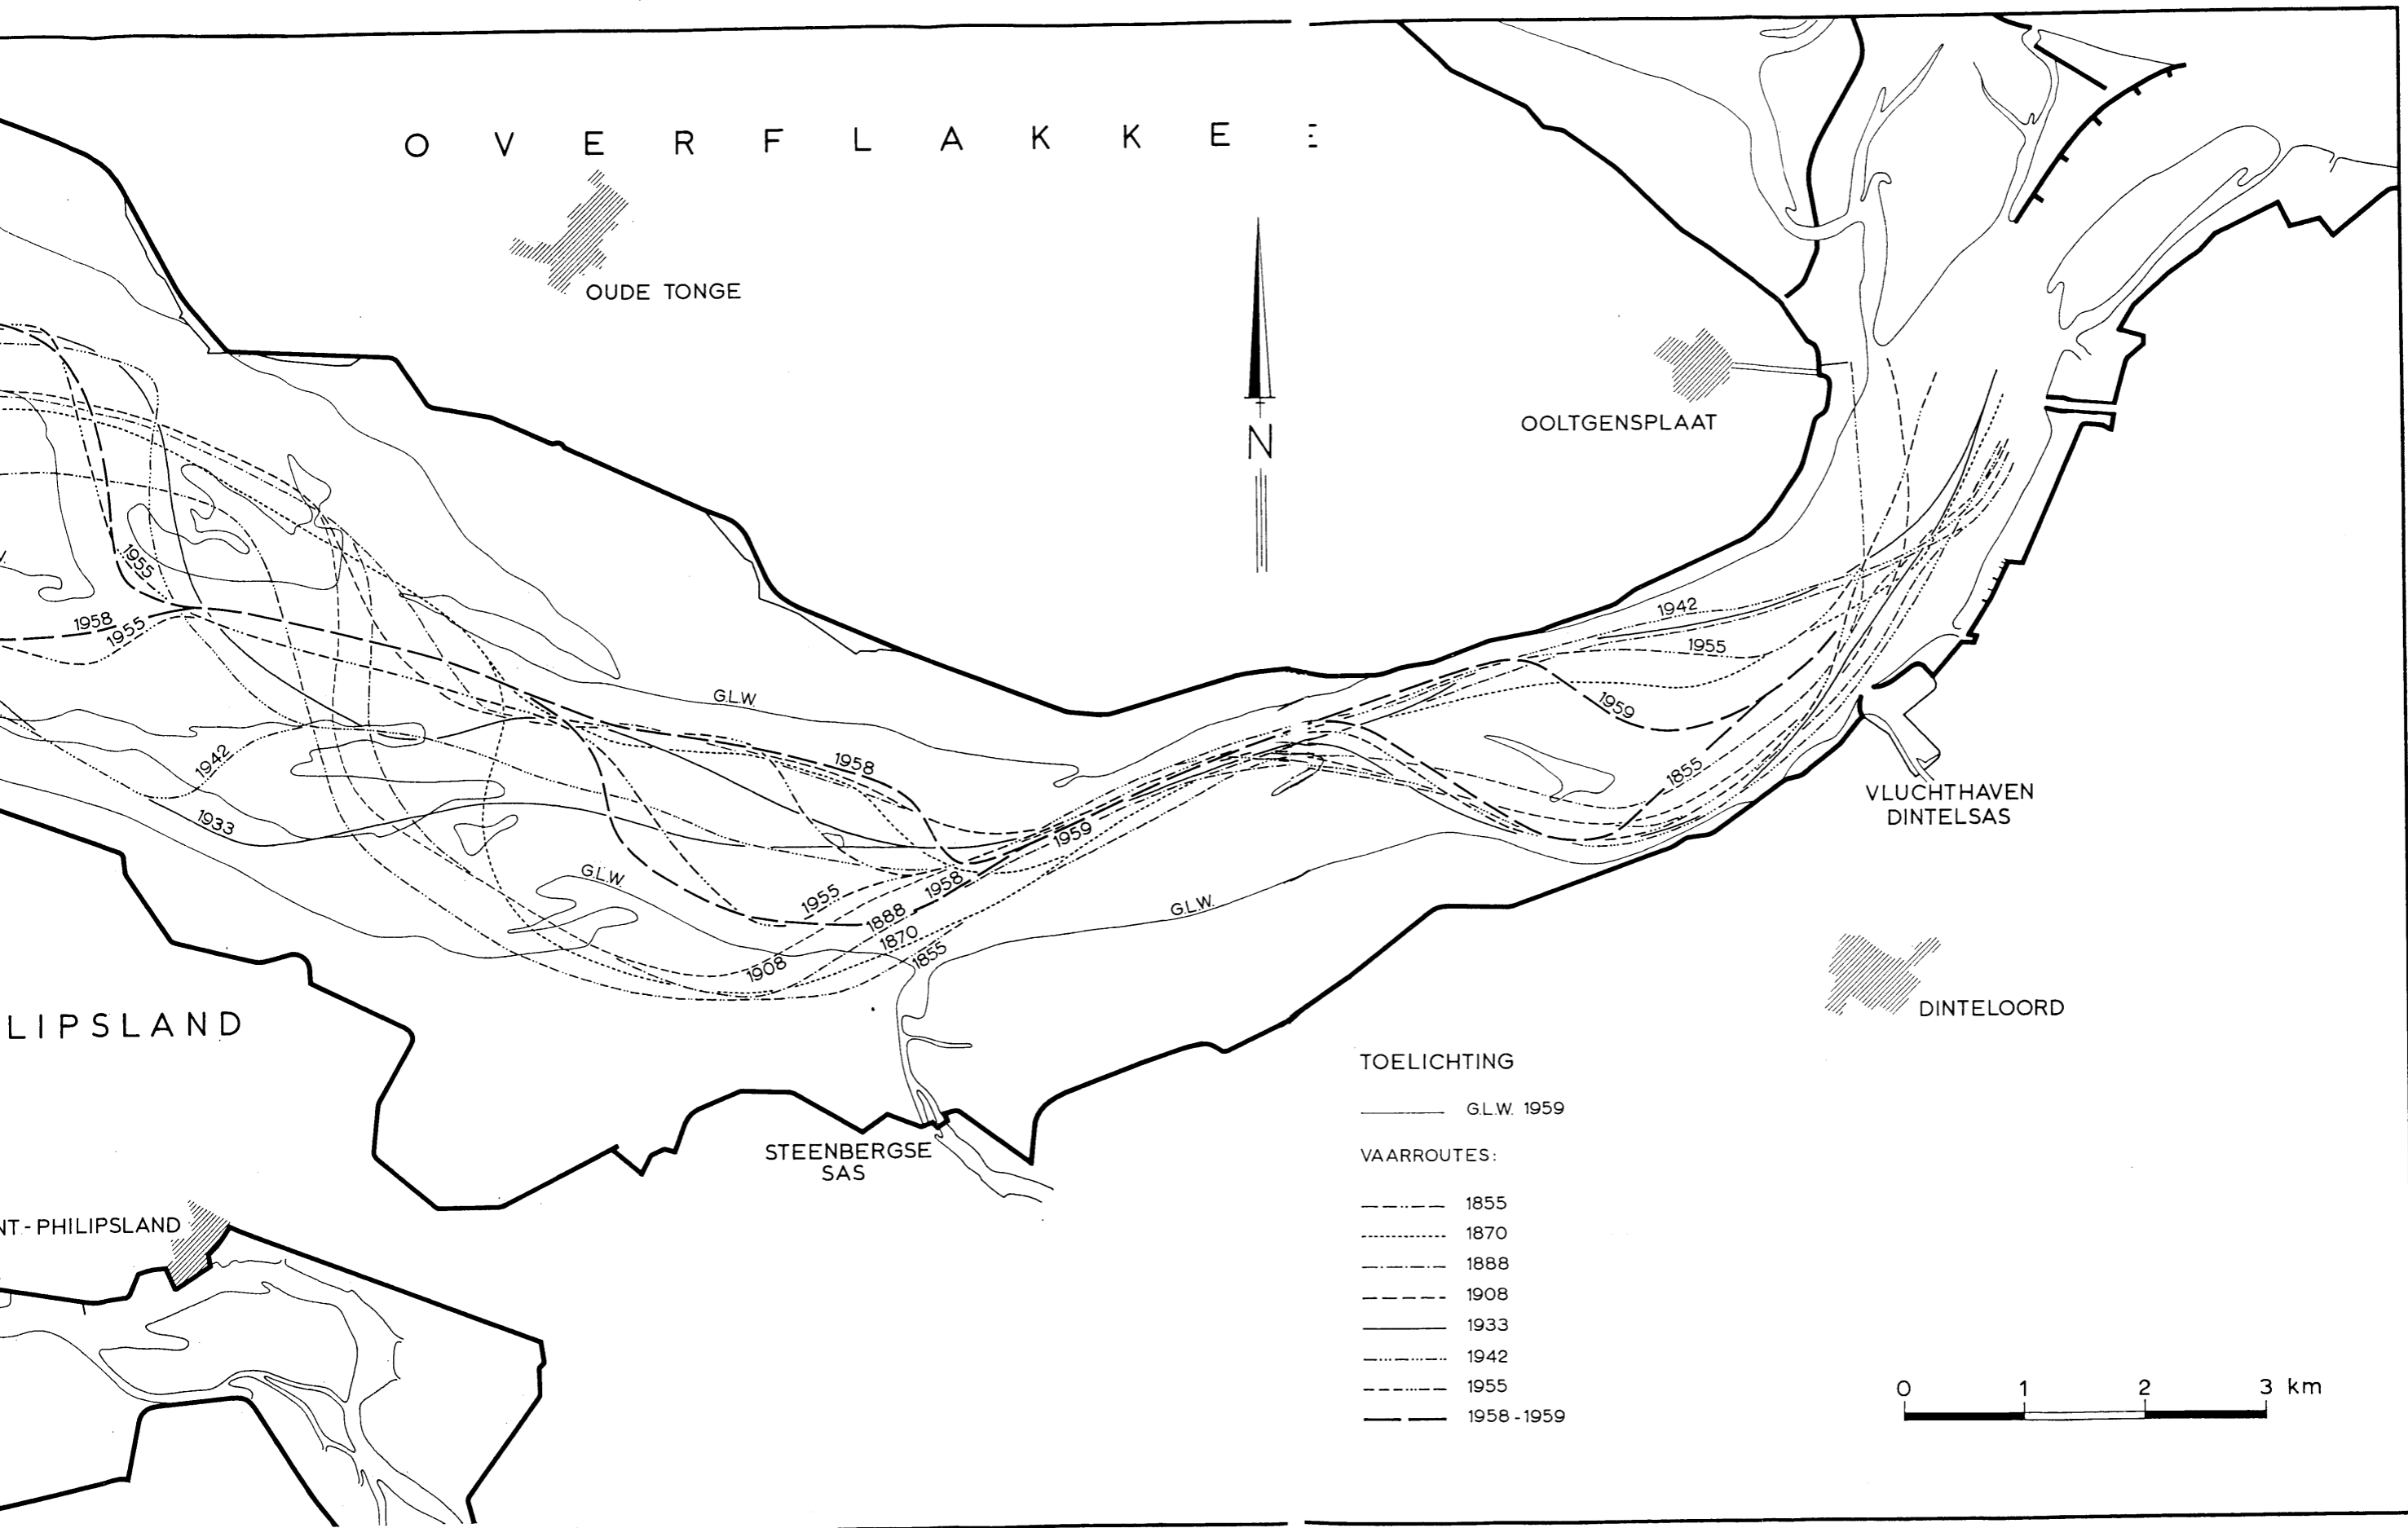 O V E R F L A K K E E
OUDE TONGE
N
OOLTGENSPLAAT
1955
1958
1955
1942
1933
G.L.W.
1942
1955
1959
1855
1958
1959
G.L.W.
1955
1958
1888
1870
1855
1908
G.L.W.
VLUCHTHAVEN
DINTELSAS
DINTELOORD
LIPSLAND
STEENBERGSE
SAS
NT-PHILIPSLAND
TOELICHTING
G.L.W. 1959
VAARROUTES:
1855
1870
1888
1908
1933
1942
1955
1958-1959
0 1 2 3 km